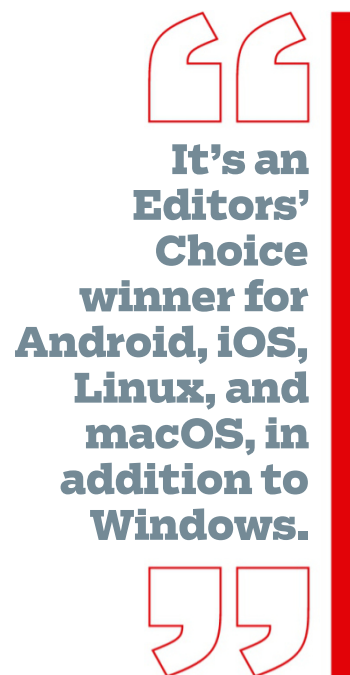 It’s an
Editors’
Choice
winner for
Android, iOS,
Linux, and
macOS, in
addition to
Windows.